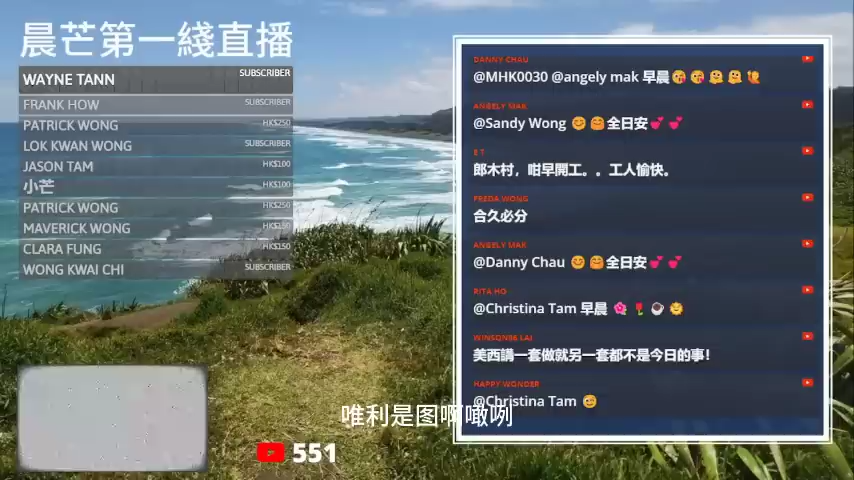 晨芒第一綫直播
WAYNE TANN SUBSCRIBER
FRANK HOW SUBSCRIBER
PATRICK WONG HK$250
LOK KWAN WONG SUBSCRIBER
JASON TAM HK$100
小芒 HK$100
PATRICK WONG HK$250
MAVERICK WONG
CLARA FUNG HK$150
WONG KWAI CHI SUBSCRIBER
DANNY CHAU
@MHK0030 @angely mak 早晨😘😘🤗🤗
ANGELY MAK
@Sandy Wong 😊🤗全日安💕💕
E T
郎木村，咁早開工。。工人愉快。
FREDA WONG
合久必分
ANGELY MAK
@Danny Chau 😊🤗全日安💕💕
RITA HO
@Christina Tam 早晨 🌺🌹☕🌞
美西講一套做就另一套都不是今日的事！
HAPPY WONDER
@Christina Tam 😊
唯利是图啊嗽咧
551